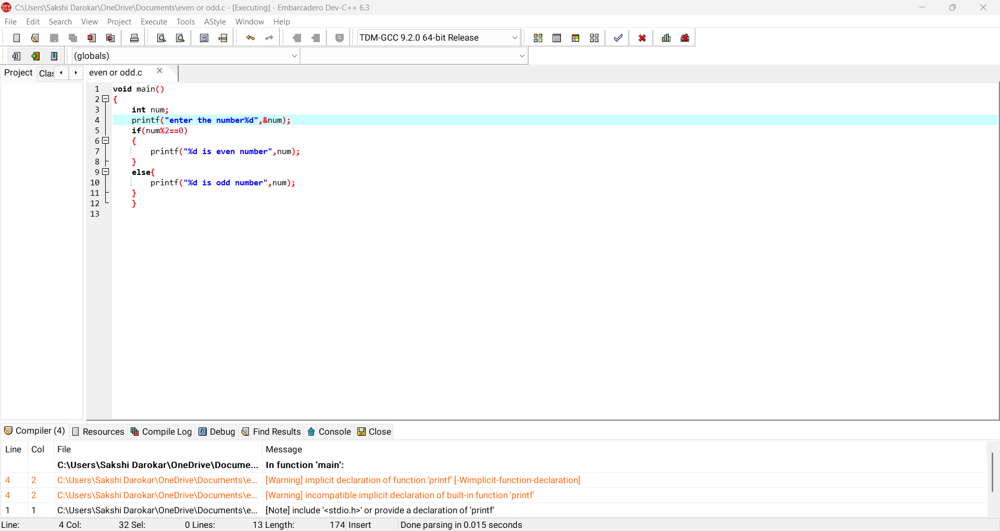 C:\Users\Sakshi Darokar\OneDrive\Documents\even or odd.c - [Executing] - Embarcadero Dev-C++ 6.3
File Edit Search View Project Execute Tools AStyle Window Help
TDM-GCC 9.2.0 64-bit Release
(globals)
Project Clas even or odd.c
1 void main()
2 {
3 int num;
4 printf("enter the number%d",&num);
5 if(num%2==0)
6 {
7 printf("%d is even number",num);
8 }
9 else{
10 printf("%d is odd number",num);
11 }
12 }
13
Compiler (4) Resources Compile Log Debug Find Results Console Close
Line Col File Message
C:\Users\Sakshi Darokar\OneDrive\Docume... In function 'main':
4 2 C:\Users\Sakshi Darokar\OneDrive\Documents\e... [Warning] implicit declaration of function 'printf' [-Wimplicit-function-declaration]
4 2 C:\Users\Sakshi Darokar\OneDrive\Documents\e... [Warning] incompatible implicit declaration of built-in function 'printf'
1 1 C:\Users\Sakshi Darokar\OneDrive\Documents\e... [Note] include '<stdio.h>' or provide a declaration of 'printf'
Line: 4 Col: 32 Sel: 0 Lines: 13 Length: 174 Insert Done parsing in 0.015 seconds